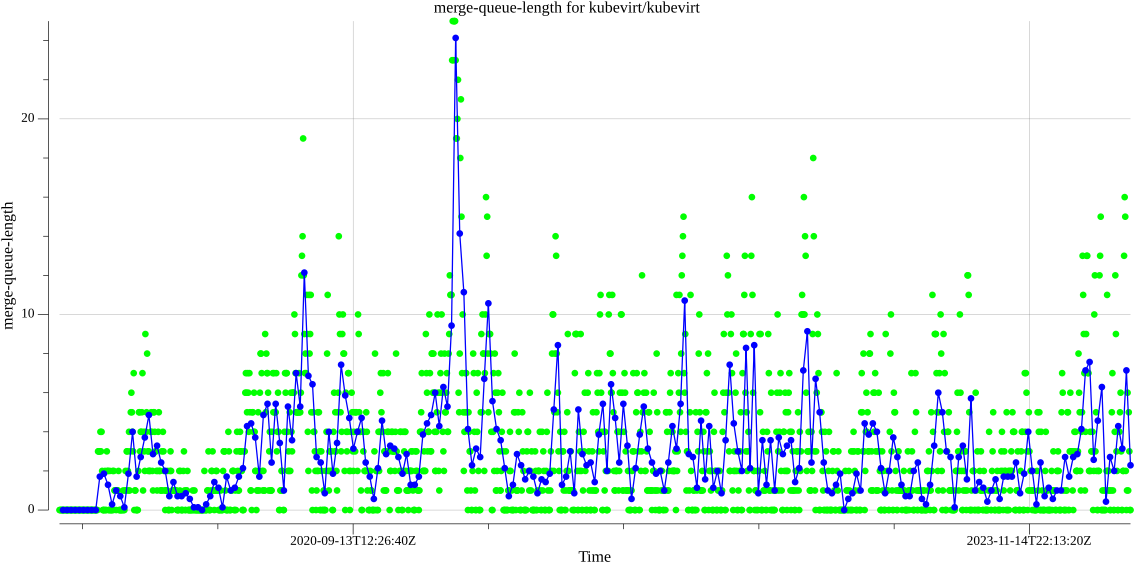 merge-queue-length for kubevirt/kubevirt
merge-queue-length
20
10
0
2020-09-13T12:26:40Z
2023-11-14T22:13:20Z
Time